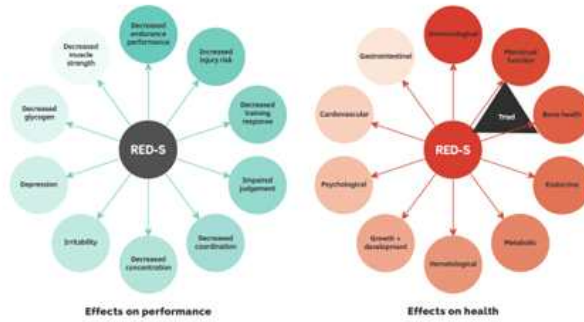 Decreased
endurance
performance
Increased
injury risk
Decreased
training
response
Impaired
judgement
Decreased
coordination
Decreased
concentration
Irritability
Depression
Decreased
glycogen
Decreased
muscle
strength
RED-S
Effects on performance
Immunological
Menstrual
function
Bone health
Endocrine
Metabolic
Hematological
Growth +
development
Psychological
Cardiovascular
Gastrointestinal
Triad
RED-S
Effects on health